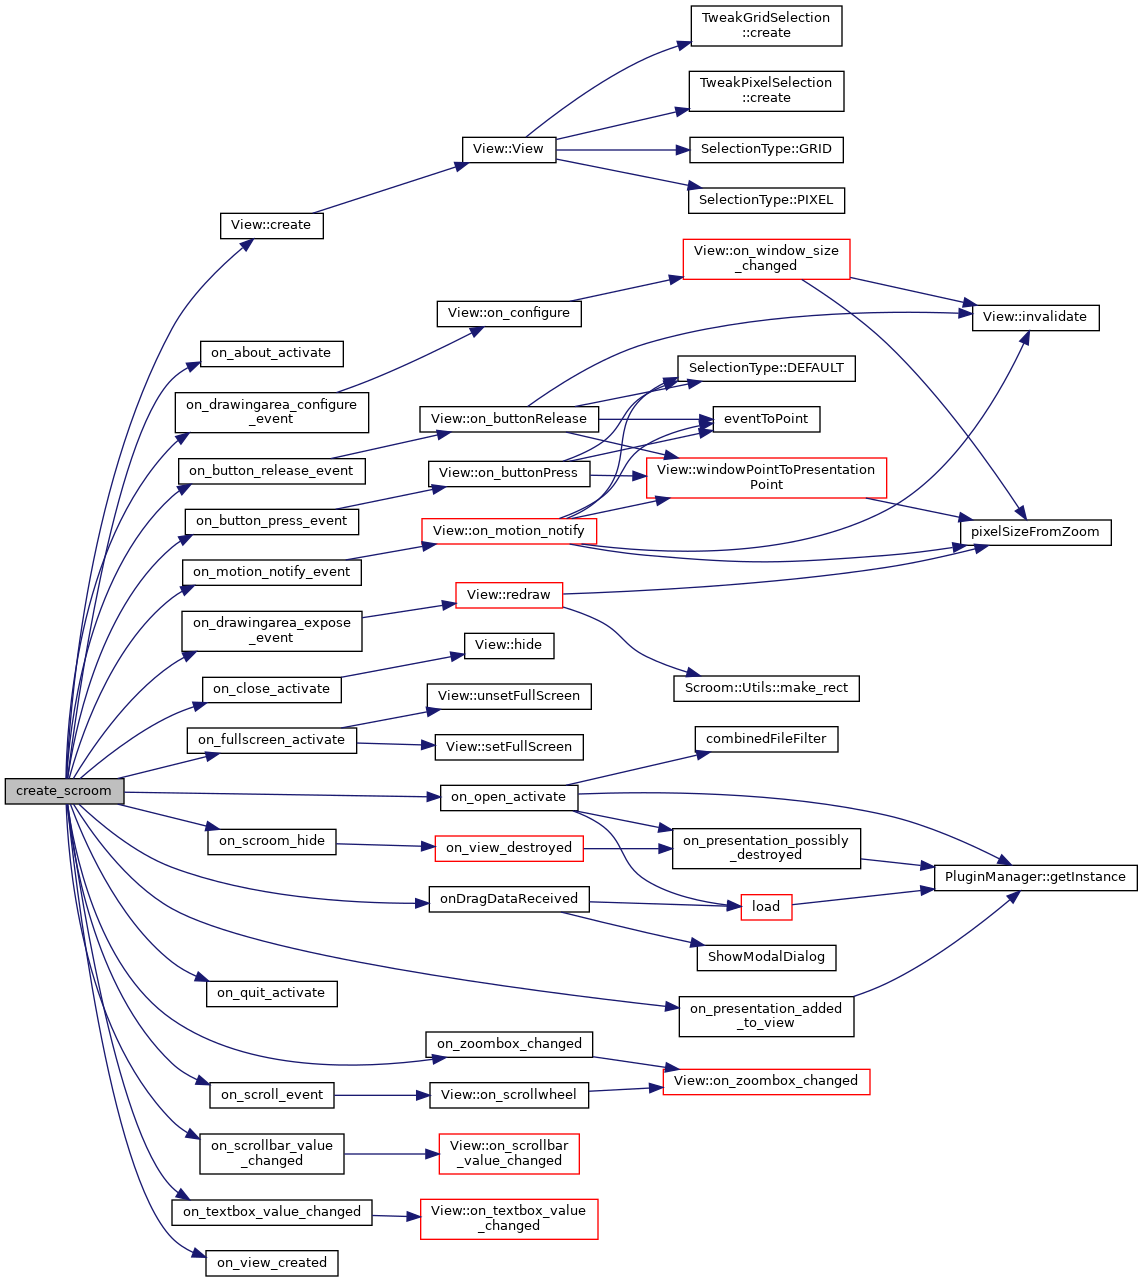 TweakGridSelection
::create
TweakPixelSelection
::create
View::View
SelectionType::GRID
SelectionType::PIXEL
View::create
View::on_window_size
_changed
View::on_configure
View::invalidate
on_about_activate
SelectionType::DEFAULT
on_drawingarea_configure
_event
View::on_buttonRelease
eventToPoint
on_button_release_event
View::on_buttonPress
View::windowPointToPresentation
Point
on_button_press_event
View::on_motion_notify
pixelSizeFromZoom
on_motion_notify_event
View::redraw
on_drawingarea_expose
_event
View::hide
on_close_activate
Scroom::Utils::make_rect
View::unsetFullScreen
on_fullscreen_activate
View::setFullScreen
combinedFileFilter
create_scroom
on_open_activate
on_scroom_hide
on_view_destroyed
on_presentation_possibly
_destroyed
PluginManager::getInstance
onDragDataReceived
load
ShowModalDialog
on_quit_activate
on_presentation_added
_to_view
on_zoombox_changed
View::on_zoombox_changed
on_scroll_event
View::on_scrollwheel
on_scrollbar_value
_changed
View::on_scrollbar
_value_changed
on_textbox_value_changed
View::on_textbox_value
_changed
on_view_created